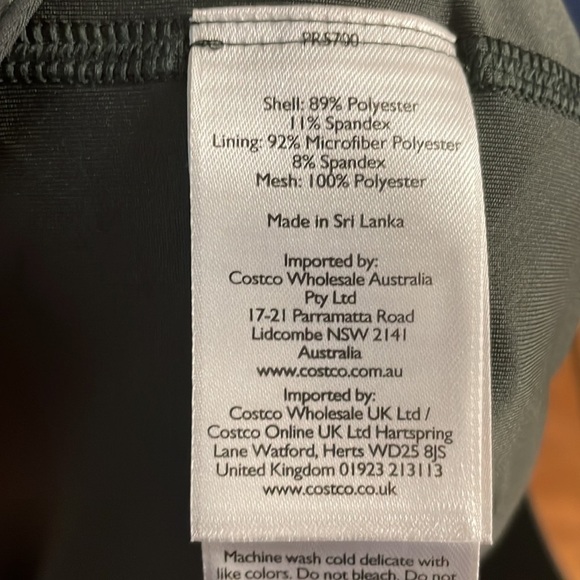 PRS700
Shell: 89% Polyester
11% Spandex
Lining: 92% Microfiber Polyester
8% Spandex
Mesh: 100% Polyester
Made in Sri Lanka
Imported by:
Costco Wholesale Australia
Pty Ltd
17-21 Parramatta Road
Lidcombe NSW 2141
Australia
www.costco.com.au
Imported by:
Costco Wholesale UK Ltd /
Costco Online UK Ltd Hartspring
Lane Watford, Herts WD25 8JS
United Kingdom 01923 213113
www.costco.co.uk
Machine wash cold delicate with
like colors. Do not bleach. Do not